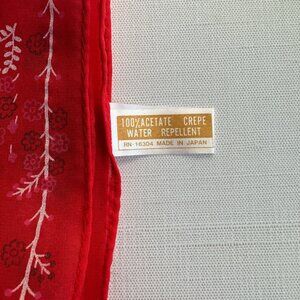 100% ACETATE CREPE
WATER REPELLENT
RN-16304 MADE IN JAPAN